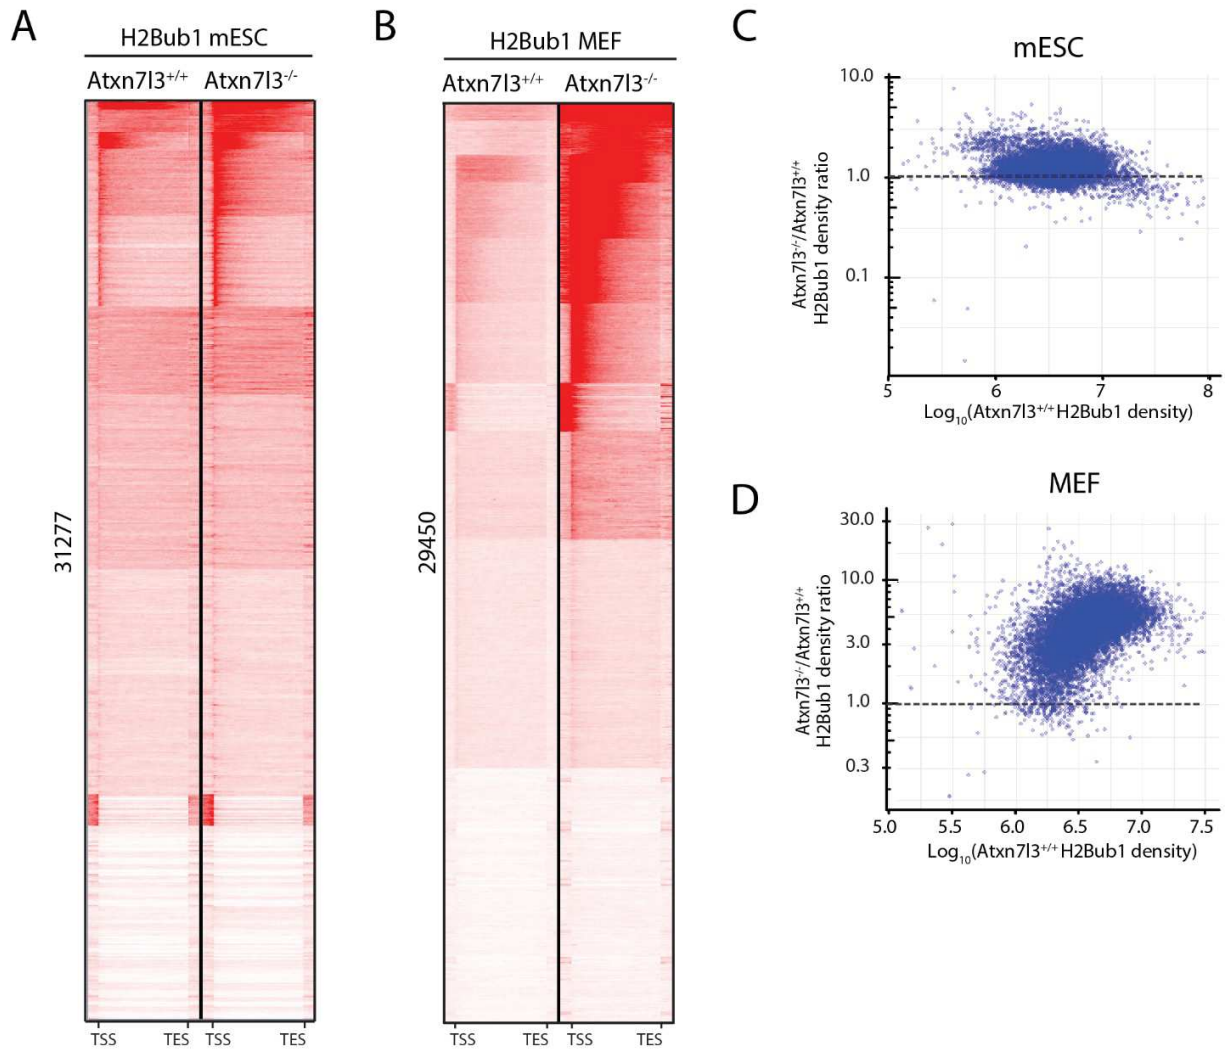 A
H2Bub1 mESC
Atxn7l3+/+ Atxn7l3-/-
31277
TSS TES TSS TES
B
H2Bub1 MEF
Atxn7l3+/+ Atxn7l3-/-
29450
TSS TES TSS TES
C
mESC
10.0
1.0
0.1
Atxn7l3-/-/Atxn7l3+/+
H2Bub1 density ratio
5 6 7 8
Log10(Atxn7l3+/+ H2Bub1 density)
D
MEF
30.0
10.0
3.0
1.0
0.3
Atxn7l3-/-/Atxn7l3+/+
H2Bub1 density ratio
5.0 5.5 6.0 6.5 7.0 7.5
Log10(Atxn7l3+/+ H2Bub1 density)